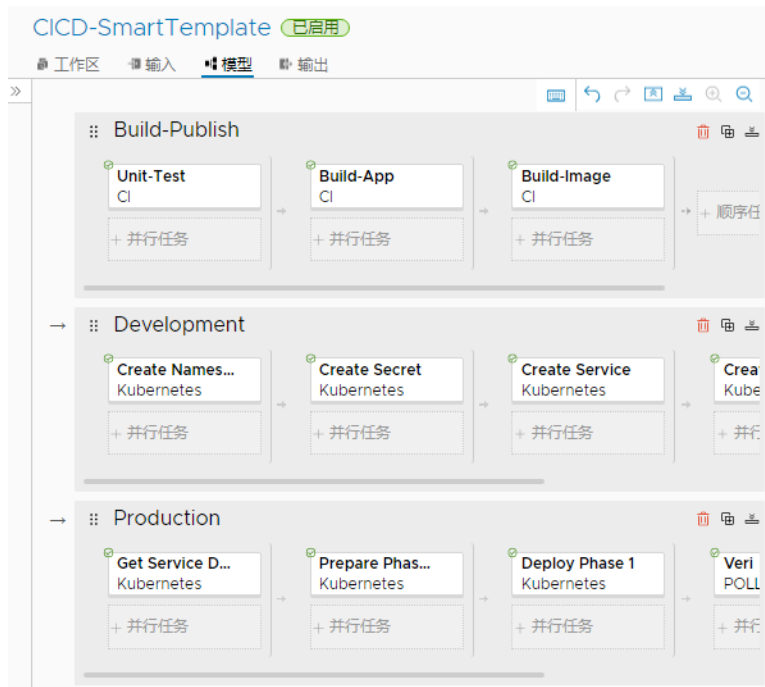 CICD-SmartTemplate 已启用
工作区 输入 模型 输出
Build-Publish
Unit-Test Build-App Build-Image
CI CI CI
+ 顺序任
+ 并行任务 + 并行任务 + 并行任务
Development
Create Names... Create Secret Create Service Crea
Kubernetes Kubernetes Kubernetes Kube
+ 并行任务 + 并行任务 + 并行任务 + 并行
Production
Get Service D... Prepare Phas... Deploy Phase 1 Veri
Kubernetes Kubernetes Kubernetes POLL
+ 并行任务 + 并行任务 + 并行任务 + 并行